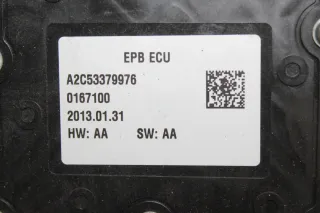 EPB ECU
A2C53379976
0167100
2013.01.31
HW: AA SW: AA